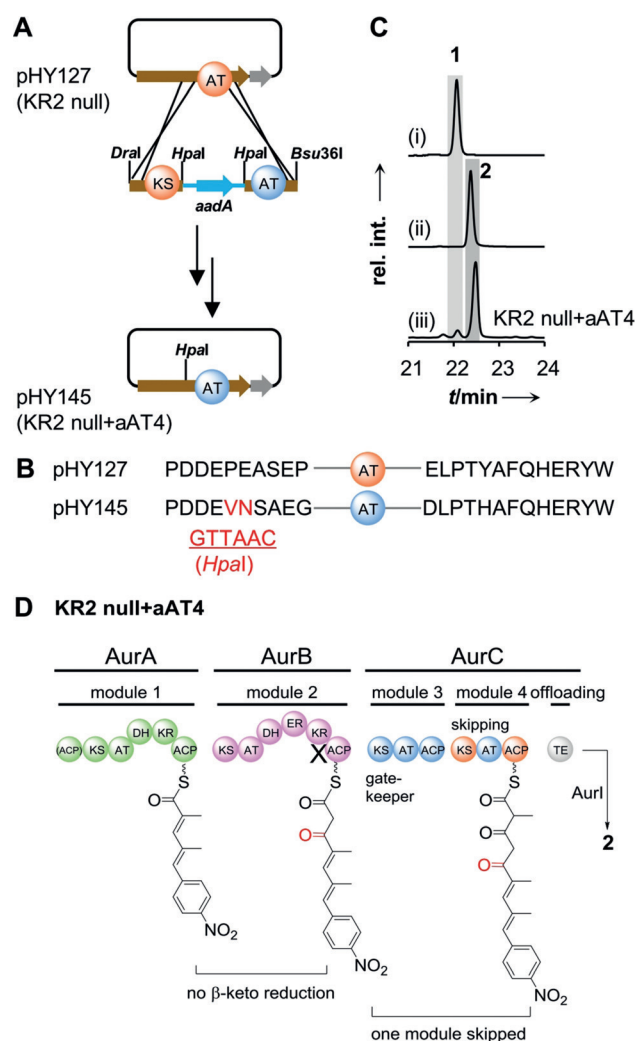 A
pHY127
(KR2 null)
AT
DraI
HpaI
HpaI
Bsu36I
KS
AT
aadA
HpaI
pHY145
(KR2 null+aAT4)
AT
C
1
(i)
2
(ii)
(iii)
KR2 null+aAT4
rel. int.
21 22 23 24
t/min
B
pHY127 PDDEPEASEP AT ELPTYAFQHERYW
pHY145 PDDEVNSAEG AT DLPTHAFQHERYW
GTTAAC
(HpaI)
D KR2 null+aAT4
AurA AurB AurC
module 1 module 2 module 3 module 4 offloading
skipping
(ACP) KS AT DH KR ACP
KS AT DH ER KR X ACP
KS AT ACP KS AT ACP TE
gate-
keeper
AurI
2
S
O
NO2
S
O
O
NO2
S
O
O
O
NO2
no β-keto reduction
one module skipped